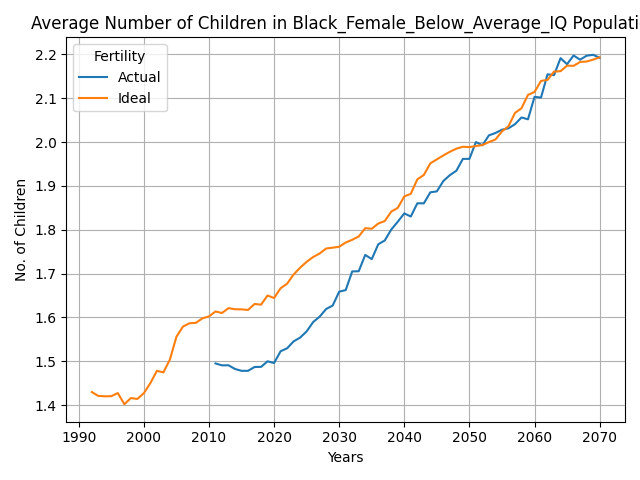 Average Number of Children in Black_Female_Below_Average_IQ Populati
Fertility
Actual
Ideal
No. of Children
2.2
2.1
2.0
1.9
1.8
1.7
1.6
1.5
1.4
1990 2000 2010 2020 2030 2040 2050 2060 2070
Years